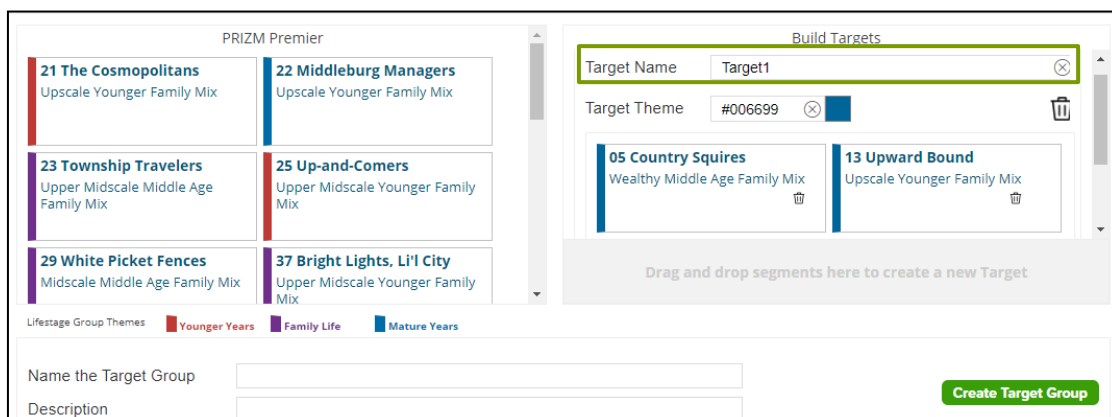 PRIZM Premier
21 The Cosmopolitans
Upscale Younger Family Mix
22 Middleburg Managers
Upscale Younger Family Mix
23 Township Travelers
Upper Midscale Middle Age
Family Mix
25 Up-and-Comers
Upper Midscale Younger Family
Mix
29 White Picket Fences
Midscale Middle Age Family Mix
37 Bright Lights, Li'l City
Upper Midscale Younger Family
Mix
Build Targets
Target Name Target1
Target Theme #006699
05 Country Squires
Wealthy Middle Age Family Mix
13 Upward Bound
Upscale Younger Family Mix
Drag and drop segments here to create a new Target
Lifestage Group Themes Younger Years Family Life Mature Years
Name the Target Group
Description
Create Target Group